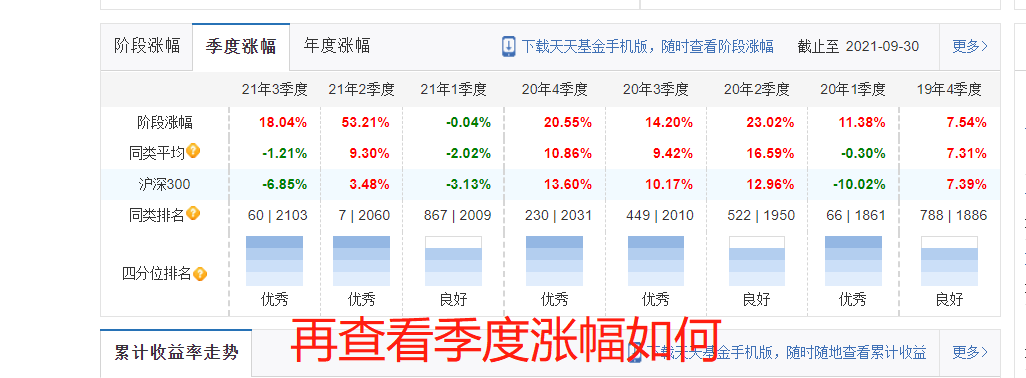 阶段涨幅 季度涨幅 年度涨幅 下载天天基金手机版，随时查看阶段涨幅 截止至 2021-09-30 更多>
21年3季度 21年2季度 21年1季度 20年4季度 20年3季度 20年2季度 20年1季度 19年4季度
阶段涨幅 18.04% 53.21% -0.04% 20.55% 14.20% 23.02% 11.38% 7.54%
同类平均 -1.21% 9.30% -2.02% 10.86% 9.42% 16.59% -0.30% 7.31%
沪深300 -6.85% 3.48% -3.13% 13.60% 10.17% 12.96% -10.02% 7.39%
同类排名 60 | 2103 7 | 2060 867 | 2009 230 | 2031 449 | 2010 522 | 1950 66 | 1861 788 | 1886
四分位排名 优秀 优秀 良好 优秀 优秀 良好 优秀 良好
再查看季度涨幅如何
累计收益率走势 下载天天基金手机版，随时随地查看累计收益 更多>